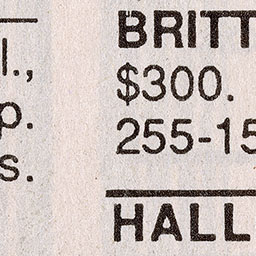 l.,
p.
s.
BRITT
$300.
255-15
HALL